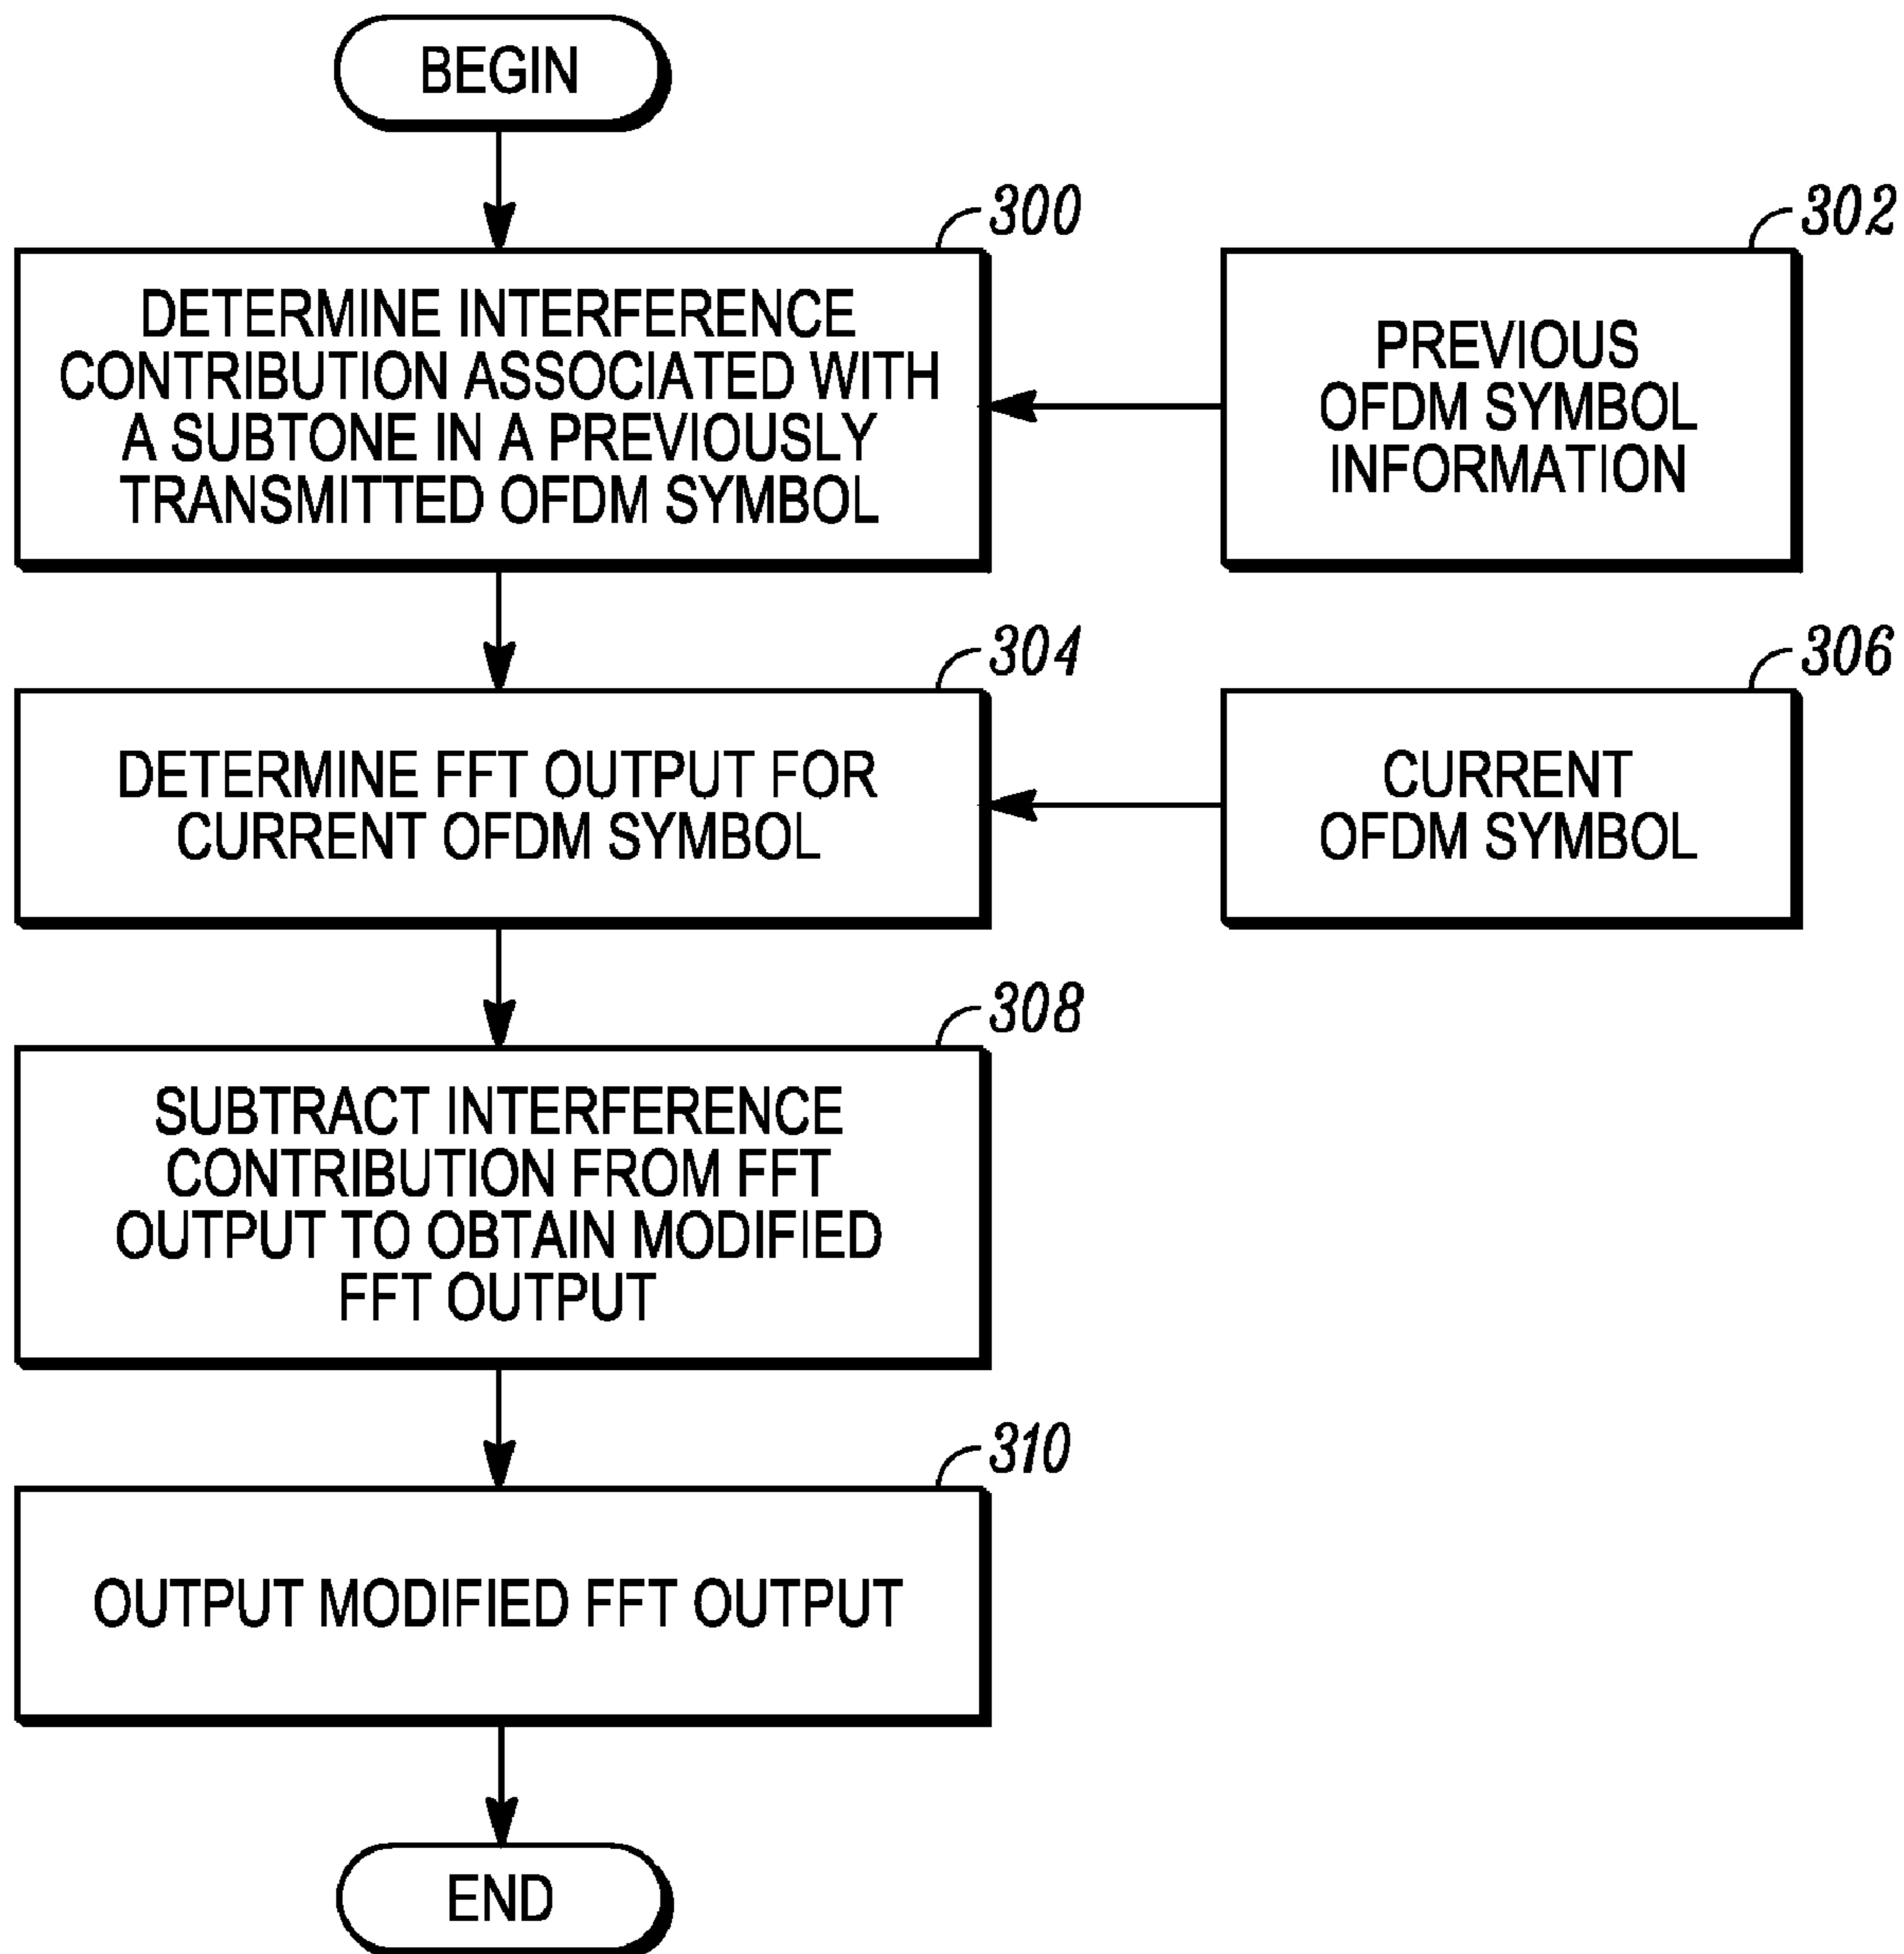 BEGIN
300
DETERMINE INTERFERENCE
CONTRIBUTION ASSOCIATED WITH
A SUBTONE IN A PREVIOUSLY
TRANSMITTED OFDM SYMBOL
302
PREVIOUS
OFDM SYMBOL
INFORMATION
304
DETERMINE FFT OUTPUT FOR
CURRENT OFDM SYMBOL
306
CURRENT
OFDM SYMBOL
308
SUBTRACT INTERFERENCE
CONTRIBUTION FROM FFT
OUTPUT TO OBTAIN MODIFIED
FFT OUTPUT
310
OUTPUT MODIFIED FFT OUTPUT
END